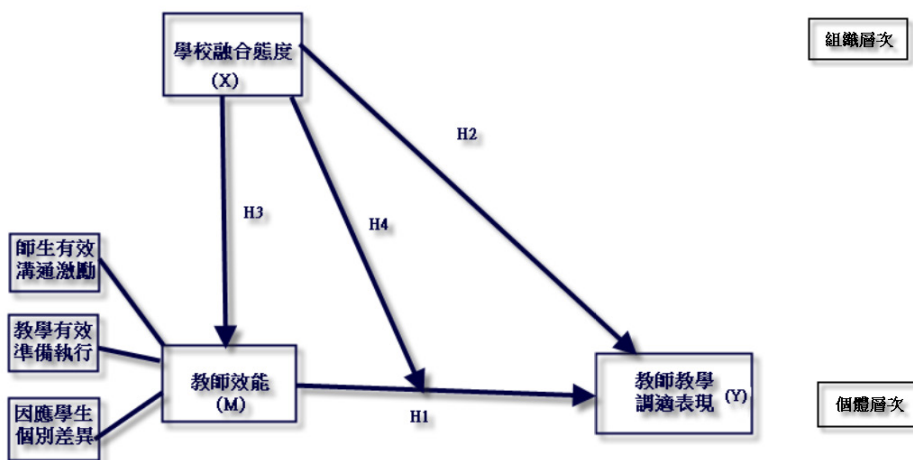 學校融合態度
(X)
組織層次
H2
H3
H4
師生有效
溝通激勵
教學有效
準備執行
教師效能
(M)
H1
教師教學
調適表現
(Y)
因應學生
個別差異
個體層次